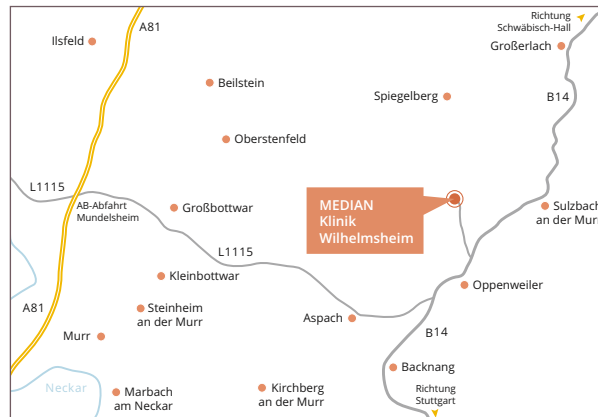 Richtung
Schwäbisch-Hall
A81
Ilsfeld
Großerlach
Beilstein
Spiegelberg
B14
Oberstenfeld
L1115
AB-Abfahrt
Mundelsheim
Großbottwar
MEDIAN
Klinik
Wilhelmsheim
Sulzbach
an der Murr
L1115
Kleinbottwar
Oppenweiler
A81
Steinheim
an der Murr
Aspach
B14
Murr
Backnang
Neckar
Marbach
am Neckar
Kirchberg
an der Murr
Richtung
Stuttgart